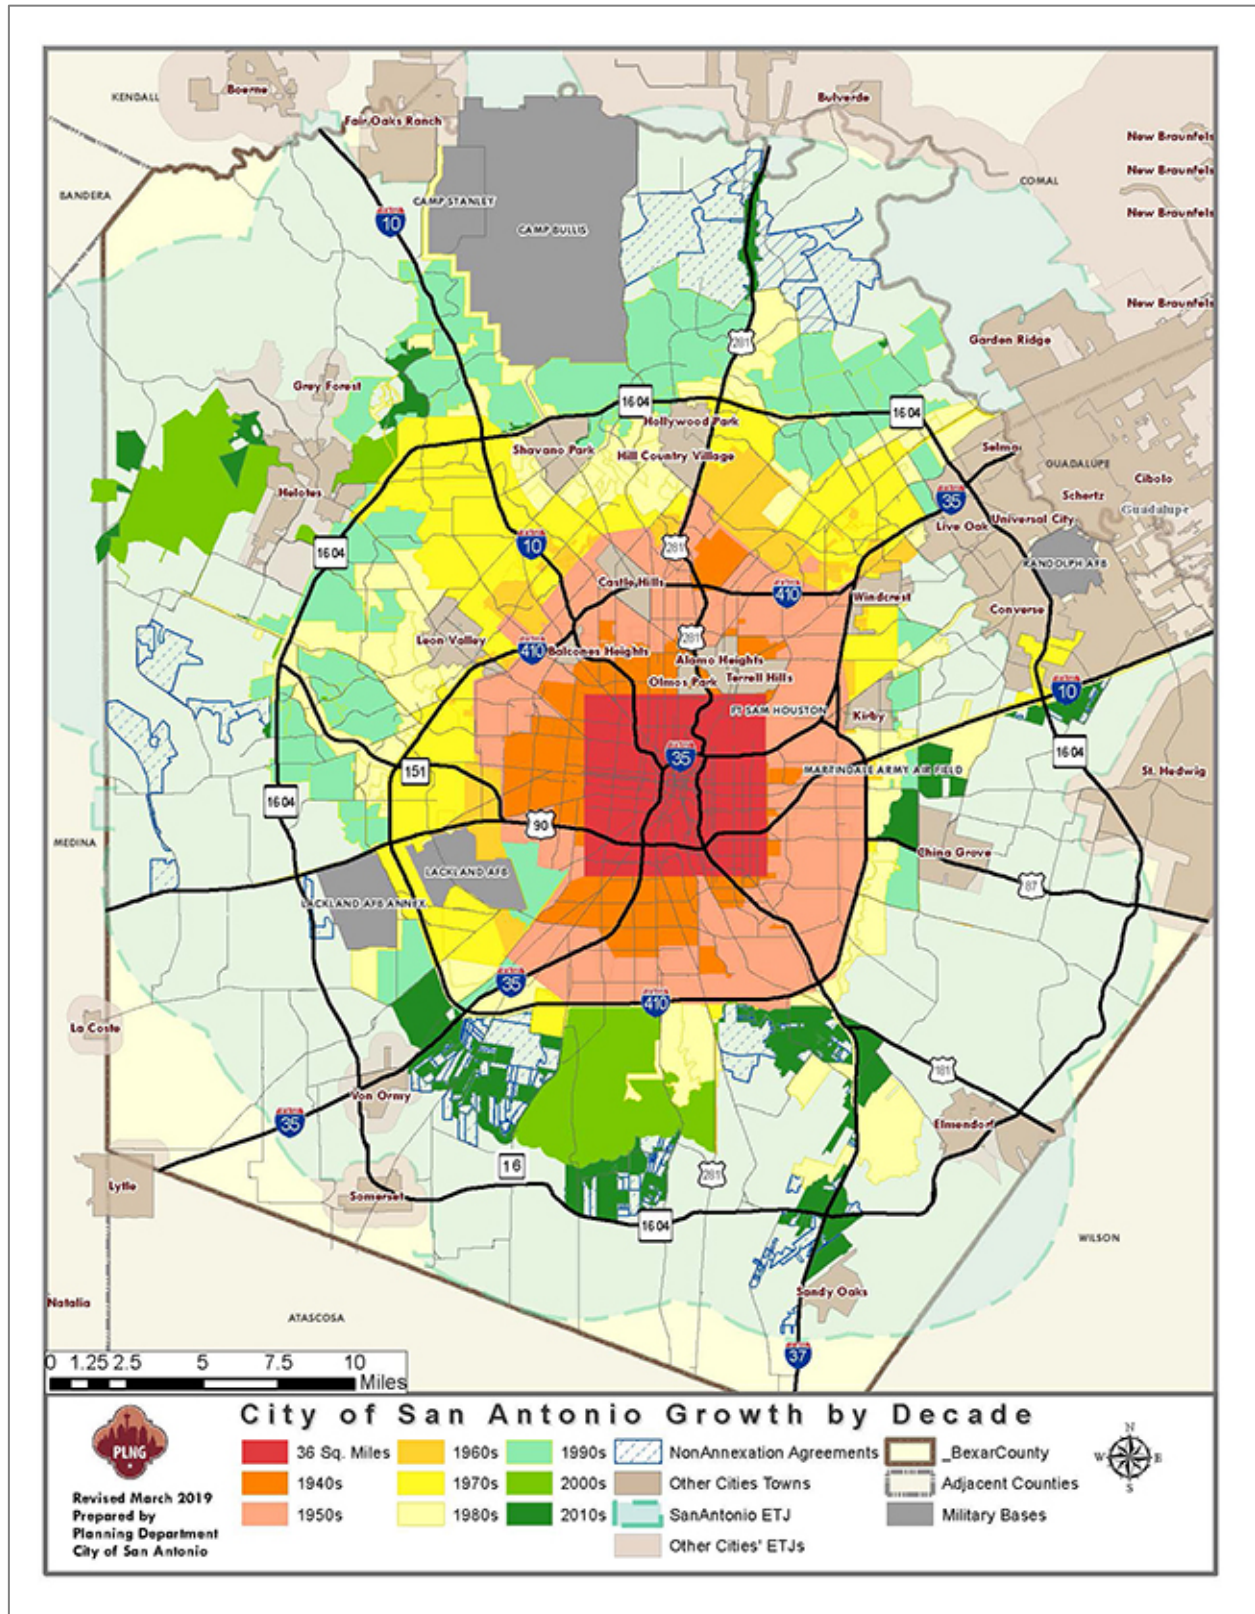 KENDALL
Boerne
Fair Oaks Ranch
Bulverde
New Braunfels
New Braunfels
New Braunfels
New Braunfels
COMAL
BANDERA
CAMP STANLEY
CAMP BULLIS
10
281
Garden Ridge
Grey Forest
1604
1604
Hollywood Park
Shavano Park
Hill Country Village
Selma
GUADALUPE
Helotes
Schertz
Cibolo
Guadalupe
35
Live Oak
Universal City
1604
10
281
RANDOLPH AFB
Castle Hills
410
Windcrest
Converse
Leon Valley
410
Balcones Heights
281
Alamo Heights
Olmos Park
Terrell Hills
10
FT SAM HOUSTON
Kirby
35
1604
151
MARTINDALE ARMY AIR FIELD
St. Hedwig
1604
90
MEDINA
LACKLAND AFB
China Grove
87
LACKLAND AFB ANNEX
35
410
La Coste
181
Von Ormy
35
Elmendorf
16
281
Lytle
Somerset
1604
WILSON
Natalia
Sandy Oaks
ATASCOSA
37
0 1.25 2.5 5 7.5 10
Miles
City of San Antonio Growth by Decade
PLNG
Revised March 2019
Prepared by
Planning Department
City of San Antonio
36 Sq. Miles
1940s
1950s
1960s
1970s
1980s
1990s
2000s
2010s
NonAnnexation Agreements
Other Cities Towns
SanAntonio ETJ
Other Cities' ETJs
_BexarCounty
Adjacent Counties
Military Bases
N
W E
S